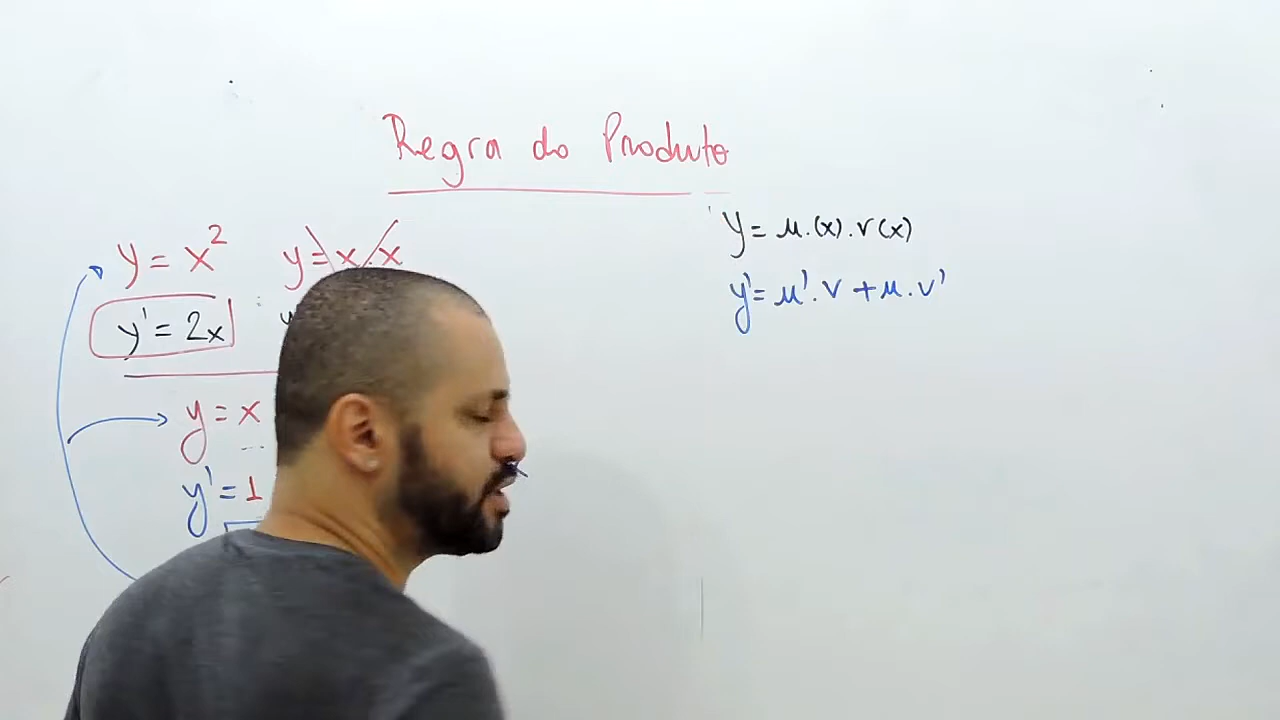 Regra do Produto
y = x²
y = x . x
y' = 2x
y = x
y' = 1
y = μ.(x).v(x)
y' = μ'.v + μ.v'